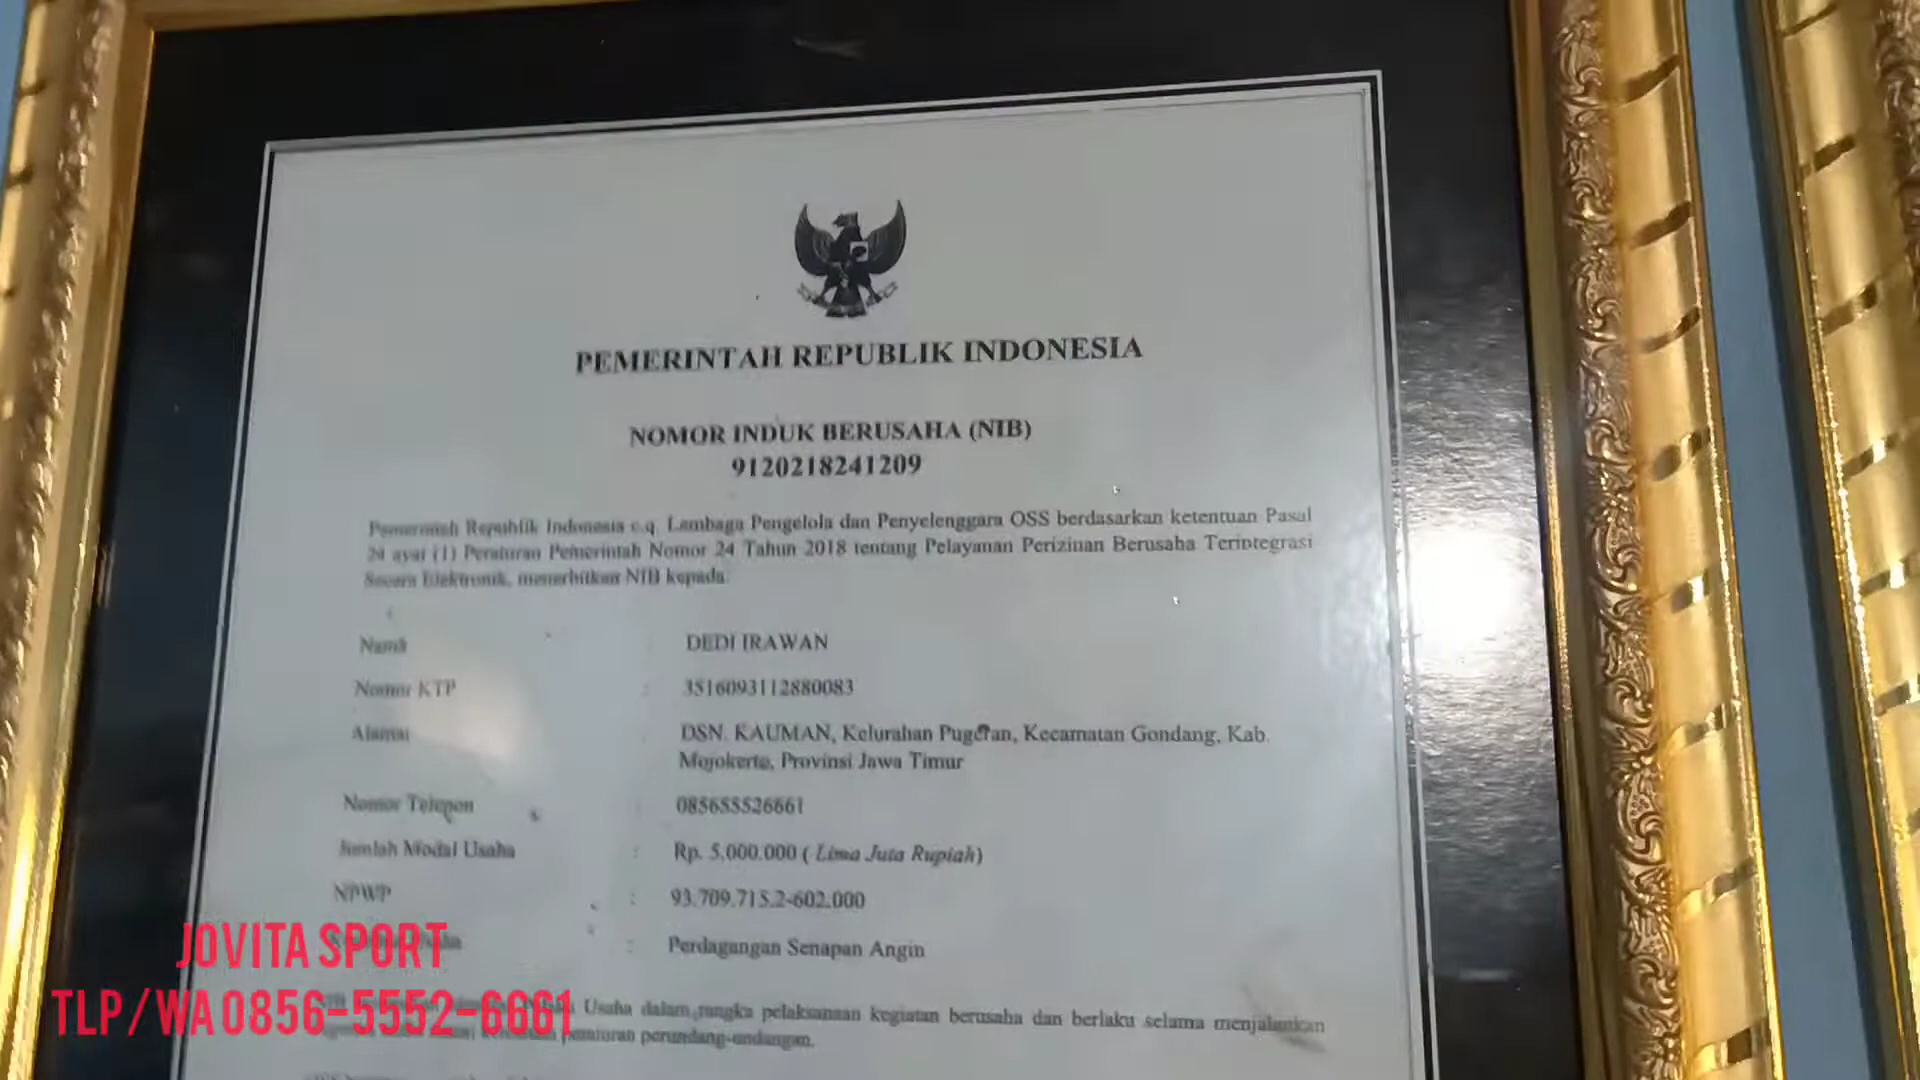 PEMERINTAH REPUBLIK INDONESIA
NOMOR INDUK BERUSAHA (NIB)
9120218241209
Pemerintah Republik Indonesia c.q. Lembaga Pengelola dan Penyelenggara OSS berdasarkan ketentuan Pasal
24 ayat (1) Peraturan Pemerintah Nomor 24 Tahun 2018 tentang Pelayanan Perizinan Berusaha Terintegrasi
Secara Elektronik, menerbitkan NIB kepada:
Nama : DEDI IRAWAN
Nomor KTP : 3516093112880083
Alamat : DSN. KAUMAN, Kelurahan Pugeran, Kecamatan Gondang, Kab.
Mojokerto, Provinsi Jawa Timur
Nomor Telepon : 085655526661
Jumlah Modal Usaha : Rp. 5,000.000 ( Lima Juta Rupiah)
NPWP : 93.709.715.2-602.000
: Perdagangan Senapan Angin
Usaha dalam rangka pelaksanaan kegiatan berusaha dan berlaku selama menjalankan
peraturan perundang-undangan.
JOVITA SPORT
TLP/WA 0856-5552-6661